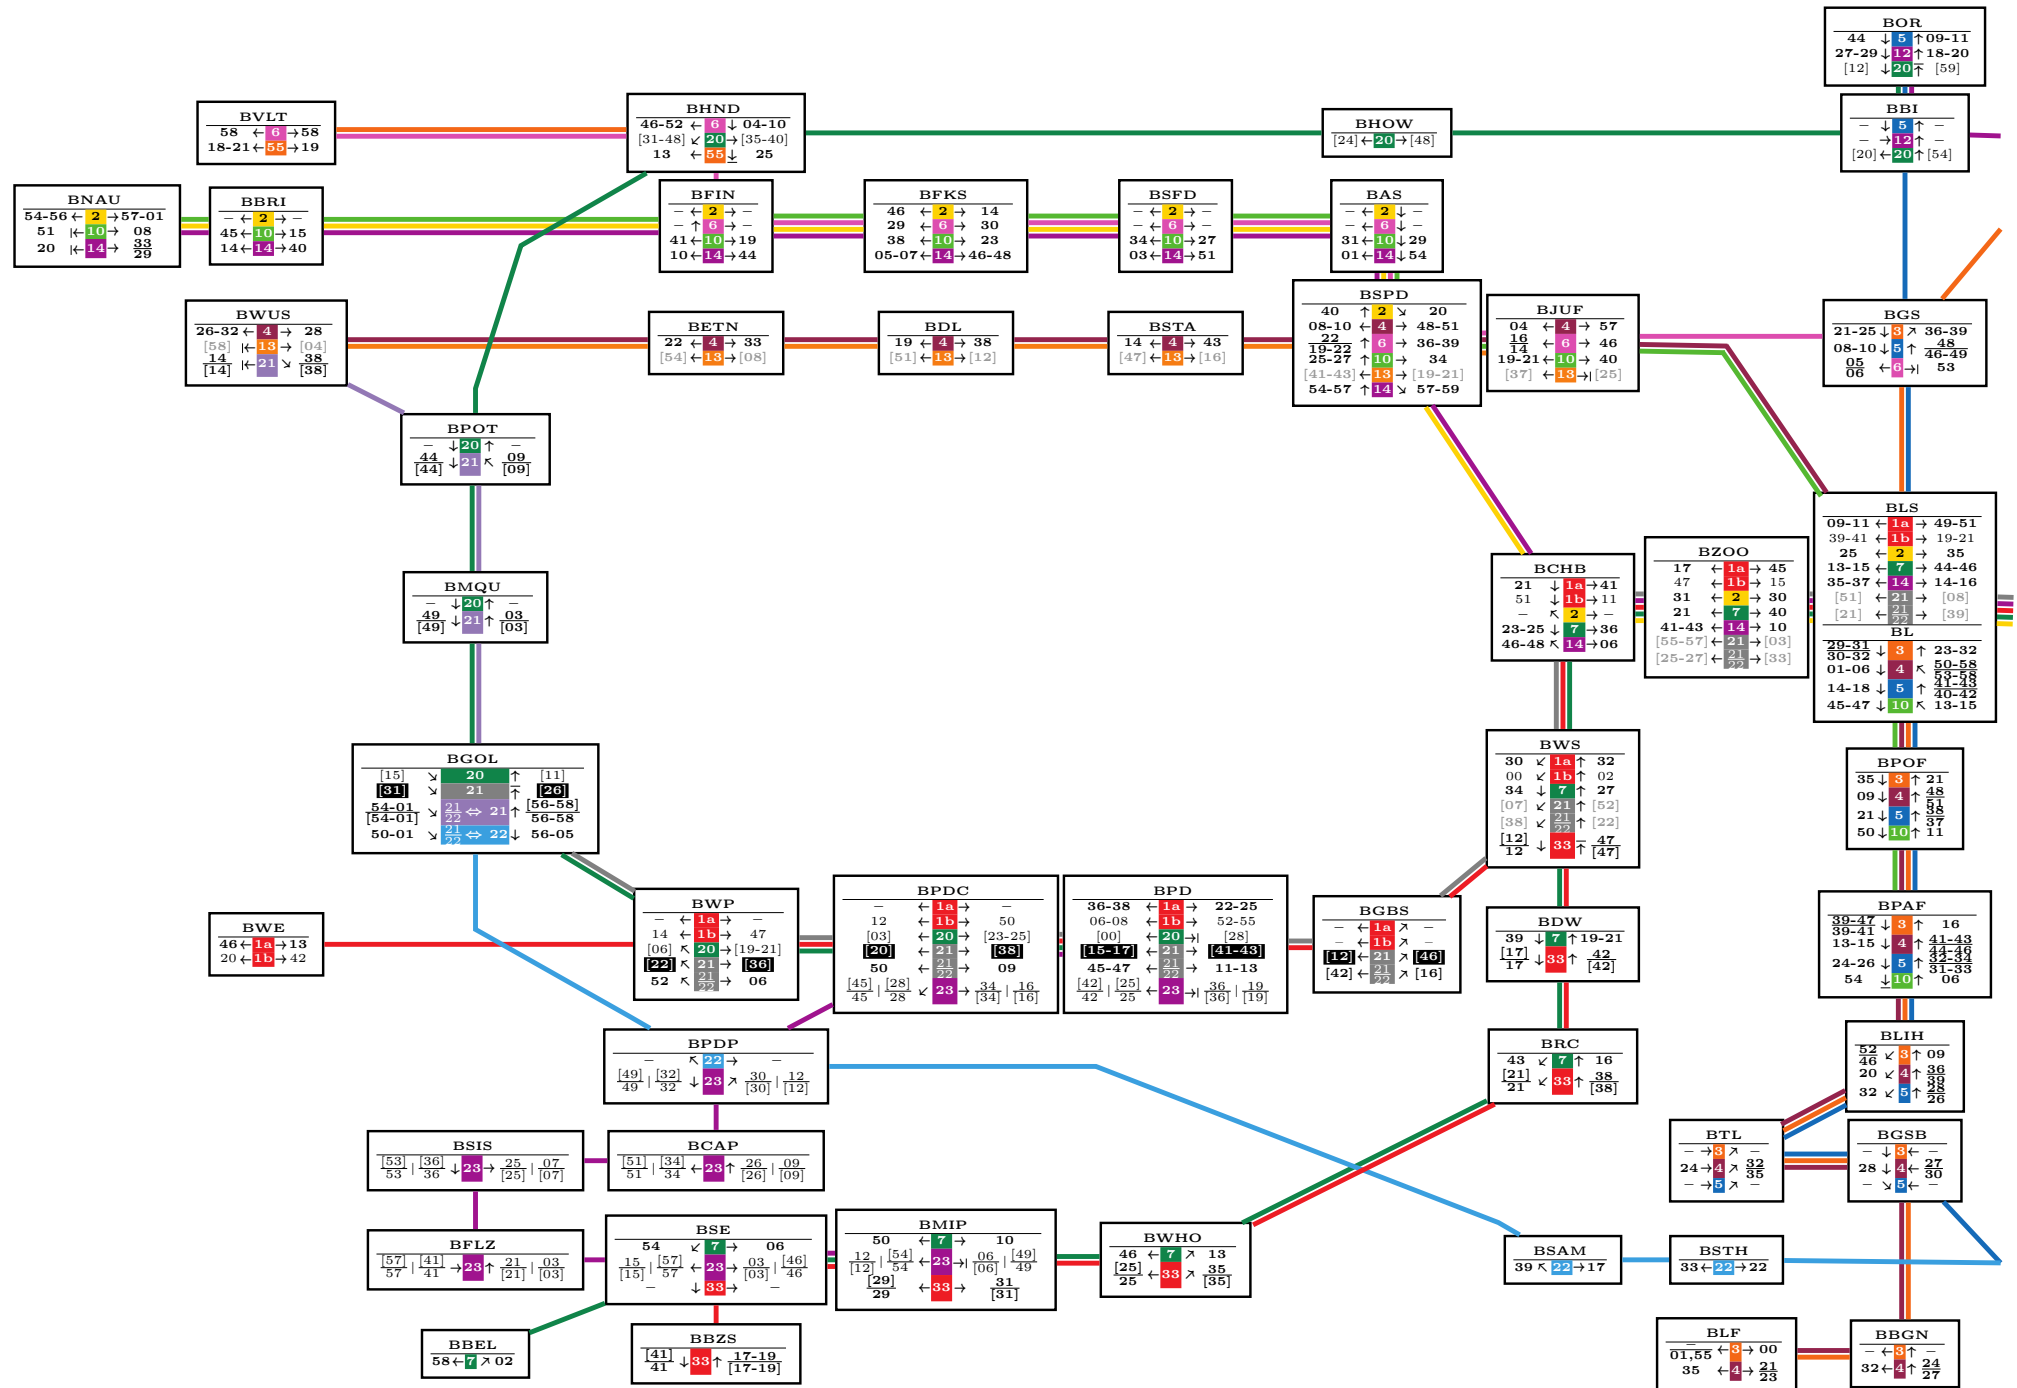 BOR
44 ↓ 5 ↑ 09-11
27-29 ↓ 12 ↑ 18-20
[12] ↓ 20 ↑ [59]
BBI
– ↓ 5 ↑ –
– → 12 ↑ –
[20] ← 20 ↑ [54]
BVLT
58 ← 6 → 58
18-21 ← 55 → 19
BHND
46-52 ← 6 ↓ 04-10
[31-48] ↙ 20 → [35-40]
13 ← 55 ↓ 25
BHOW
[24] ← 20 → [48]
BNAU
54-56 ← 2 → 57-01
51 |← 10 → 08
20 |← 14 → 33/29
BBRI
– ← 2 → –
45 ← 10 → 15
14 ← 14 → 40
BFIN
– ← 2 → –
– ↑ 6 → –
41 ← 10 → 19
10 ← 14 → 44
BFKS
46 ← 2 → 14
29 ← 6 → 30
38 ← 10 → 23
05-07 ← 14 → 46-48
BSFD
– ← 2 → –
– ← 6 → –
34 ← 10 → 27
03 ← 14 → 51
BAS
– ← 2 ↓ –
– ← 6 ↓ –
31 ← 10 ↓ 29
01 ← 14 ↓ 54
BWUS
26-32 ← 4 → 28
[58] |← 13 → [04]
14/[14] |← 21 ↘ 38/[38]
BETN
22 ← 4 → 33
[54] ← 13 → [08]
BDL
19 ← 4 → 38
[51] ← 13 → [12]
BSTA
14 ← 4 → 43
[47] ← 13 → [16]
BSPD
40 ↑ 2 ↘ 20
08-10 ← 4 → 48-51
22/19-22 ↑ 6 → 36-39
25-27 ↑ 10 → 34
[41-43] ← 13 → [19-21]
54-57 ↑ 14 ↘ 57-59
BJUF
04 ← 4 → 57
16/14 ← 6 → 46
19-21 ← 10 → 40
[37] ← 13 →| [25]
BGS
21-25 ↓ 3 ↗ 36-39
08-10 ↓ 5 ↑ 48/46-49
05/06 ← 6 →| 53
BPOT
– ↓ 20 ↑ –
44/[44] ↓ 21 ↖ 09/[09]
BLS
09-11 ← 1a → 49-51
39-41 ← 1b → 19-21
25 ← 2 → 35
13-15 ← 7 → 44-46
35-37 ← 14 → 14-16
[51] ← 21 → [08]
[21] ← 21/22 → [39]
BL
29-31/30-32 ↓ 3 ↑ 23-32
01-06 ↓ 4 ↖ 50-58/53-58
14-18 ↓ 5 ↑ 41-43/40-42
45-47 ↓ 10 ↖ 13-15
BCHB
21 ↓ 1a → 41
51 ↓ 1b → 11
– ↖ 2 → –
23-25 ↓ 7 → 36
46-48 ↖ 14 → 06
BZOO
17 ← 1a → 45
47 ← 1b → 15
31 ← 2 → 30
21 ← 7 → 40
41-43 ← 14 → 10
[55-57] ← 21 → [03]
[25-27] ← 21/22 → [33]
BMQU
– ↓ 20 ↑ –
49/[49] ↓ 21 ↑ 03/[03]
BGOL
[15] ↘ 20 ↑ [11]
[31] ↘ 21 ↑ [26]
54-01/[54-01] ↘ 21/22 ⇔ 21 ↑ [56-58]/56-58
50-01 ↘ 21/22 ⇔ 22 ↓ 56-05
BWS
30 ↙ 1a ↑ 32
00 ↙ 1b ↑ 02
34 ↓ 7 ↑ 27
[07] ↙ 21 ↑ [52]
[38] ↙ 21/22 ↑ [22]
[12]/12 ↓ 33 ↑ 47/[47]
BPOF
35 ↓ 3 ↑ 21
09 ↓ 4 ↑ 48/51
21 ↓ 5 ↑ 38/37
50 ↓ 10 ↑ 11
BWE
46 ← 1a → 13
20 ← 1b → 42
BWP
– ← 1a → –
14 ← 1b → 47
[06] ↖ 20 → [19-21]
[22] ↖ 21 → [36]
52 ↖ 21/22 → 06
BPDC
– ← 1a → –
12 ← 1b → 50
[03] ← 20 → [23-25]
[20] ← 21 → [38]
50 ← 21/22 → 09
[45]/45 | [28]/28 ↙ 23 → 34/[34] | 16/[16]
BPD
36-38 ← 1a → 22-25
06-08 ← 1b → 52-55
[00] ← 20 →| [28]
[15-17] ← 21 → [41-43]
45-47 ← 21/22 → 11-13
[42]/42 | [25]/25 ← 23 →| 36/[36] | 19/[19]
BGBS
– ← 1a ↗ –
– ← 1b ↗ –
[12] ← 21 ↗ [46]
[42] ← 21/22 ↗ [16]
BDW
39 ↓ 7 ↑ 19-21
[17]/17 ↓ 33 ↑ 42/[42]
BPAF
39-47/39-41 ↓ 3 ↑ 16
13-15 ↓ 4 ↑ 41-43/44-46
24-26 ↓ 5 ↑ 32-34/31-33
54 ↓ 10 ↑ 06
BPDP
– ↖ 22 → –
[49]/49 | [32]/32 ↓ 23 ↗ 30/[30] | 12/[12]
BRC
43 ↙ 7 ↑ 16
[21]/21 ↙ 33 ↑ 38/[38]
BLIH
52/46 ↙ 3 ↑ 09
20 ↙ 4 ↑ 36/39
32 ↙ 5 ↑ 28/26
BSIS
[53]/53 | [36]/36 ↓ 23 → 25/[25] | 07/[07]
BCAP
[51]/51 | [34]/34 ← 23 ↑ 26/[26] | 09/[09]
BTL
– → 3 ↗ –
24 → 4 ↗ 32/35
– → 5 ↗ –
BGSB
– ↓ 3 ← –
28 ↓ 4 ← 27/30
– ↘ 5 ← –
BFLZ
[57]/57 | [41]/41 → 23 ↑ 21/[21] | 03/[03]
BSE
54 ↙ 7 → 06
15/[15] | [57]/57 ← 23 → 03/[03] | [46]/46
– ↓ 33 → –
BMIP
50 ← 7 → 10
12/[12] | [54]/54 ← 23 →| 06/[06] | [49]/49
[29]/29 ← 33 → 31/[31]
BWHO
46 ← 7 ↗ 13
[25]/25 ← 33 ↗ 35/[35]
BSAM
39 ↖ 22 → 17
BSTH
33 ← 22 → 22
BBEL
58 ← 7 ↗ 02
BBZS
[41]/41 ↓ 33 ↑ 17-19/[17-19]
BLF
–/01,55 ← 3 → 00
35 ← 4 → 21/23
BBGN
– ← 3 ↑ –
32 ← 4 ↑ 24/27